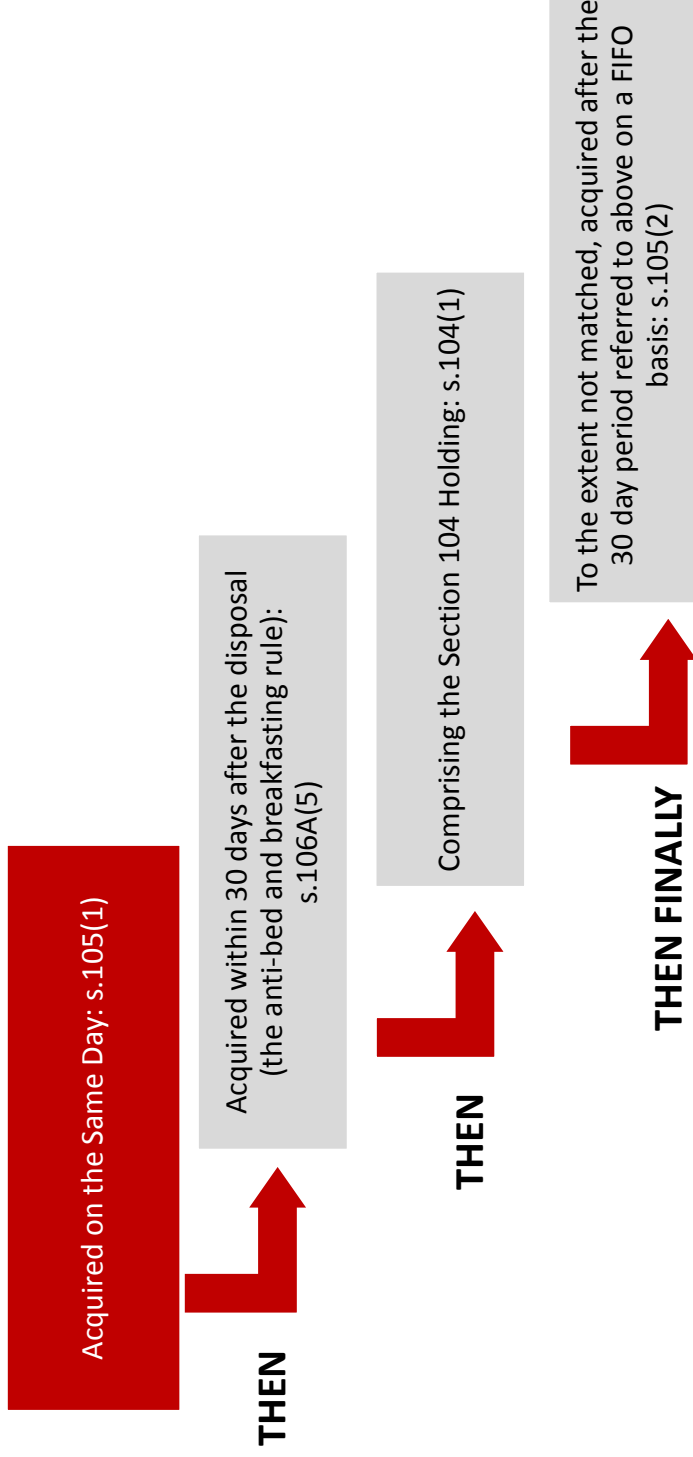 Acquired on the Same Day: s.105(1)
THEN
Acquired within 30 days after the disposal
(the anti-bed and breakfasting rule):
s.106A(5)
THEN
Comprising the Section 104 Holding: s.104(1)
THEN FINALLY
To the extent not matched, acquired after the
30 day period referred to above on a FIFO
basis: s.105(2)